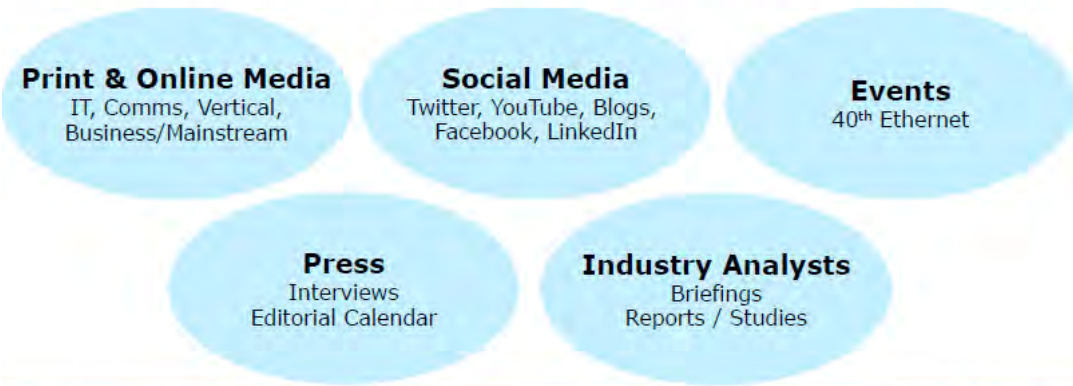 Print & Online Media
IT, Comms, Vertical,
Business/Mainstream
Social Media
Twitter, YouTube, Blogs,
Facebook, LinkedIn
Events
40th Ethernet
Press
Interviews
Editorial Calendar
Industry Analysts
Briefings
Reports / Studies